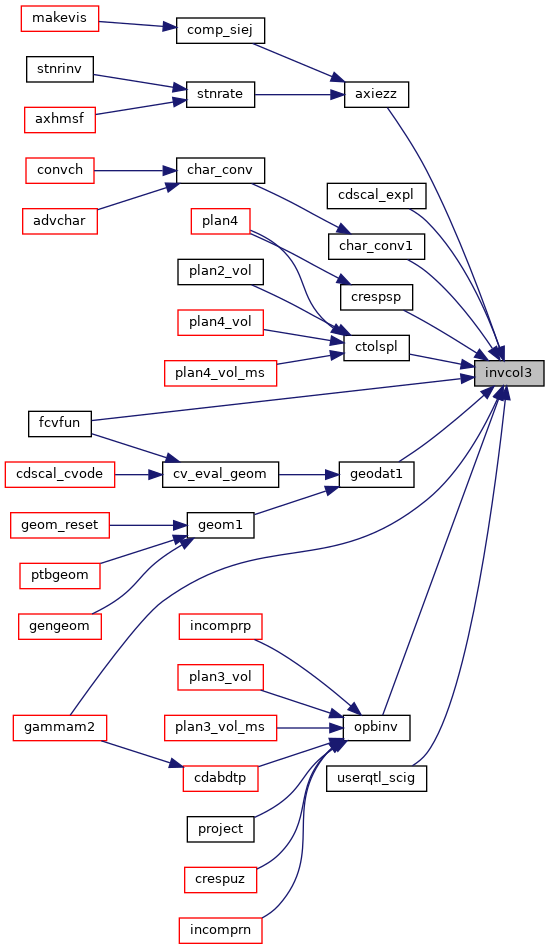 makevis
comp_siej
stnrinv
stnrate
axiezz
axhmsf
convch
char_conv
cdscal_expl
advchar
plan4
char_conv1
plan2_vol
crespsp
plan4_vol
ctolspl
plan4_vol_ms
invcol3
fcvfun
cdscal_cvode
cv_eval_geom
geodat1
geom_reset
geom1
ptbgeom
gengeom
incomprp
plan3_vol
gammam2
plan3_vol_ms
opbinv
cdabdtp
userqtl_scig
project
crespuz
incomprn